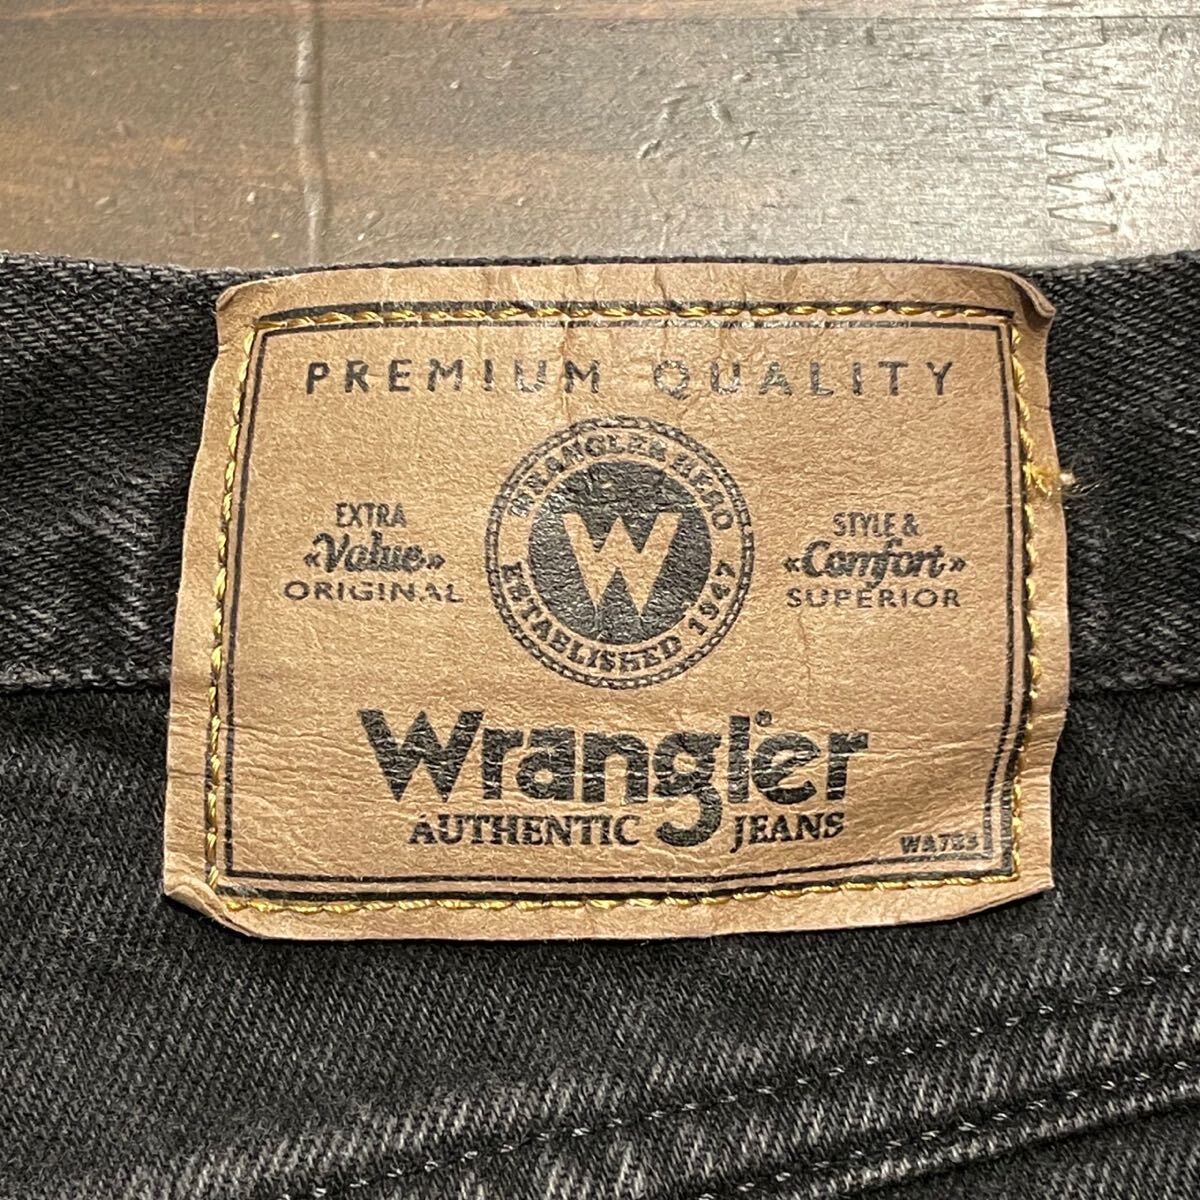 PREMIUM QUALITY
WRANGLER HERO
ESTABLISHED 1947
W
EXTRA
«Value»
ORIGINAL
STYLE &
«Comfort»
SUPERIOR
Wrangler®
AUTHENTIC JEANS